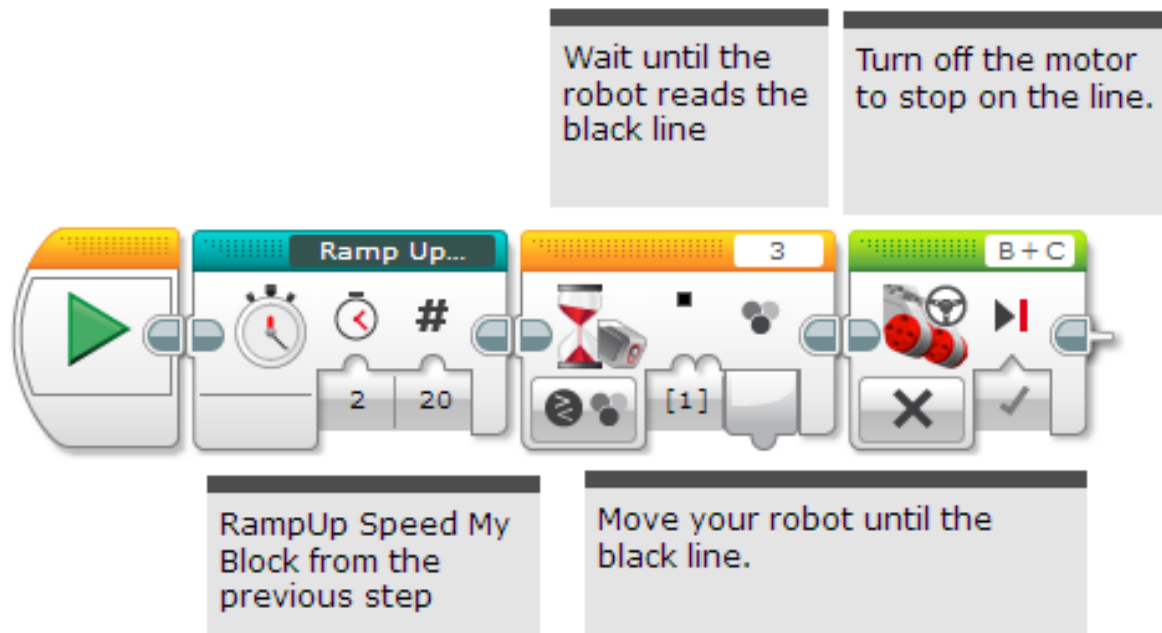 Wait until the
robot reads the
black line
Turn off the motor
to stop on the line.
Ramp Up...
3
B + C
#
2
20
[1]
RampUp Speed My
Block from the
previous step
Move your robot until the
black line.